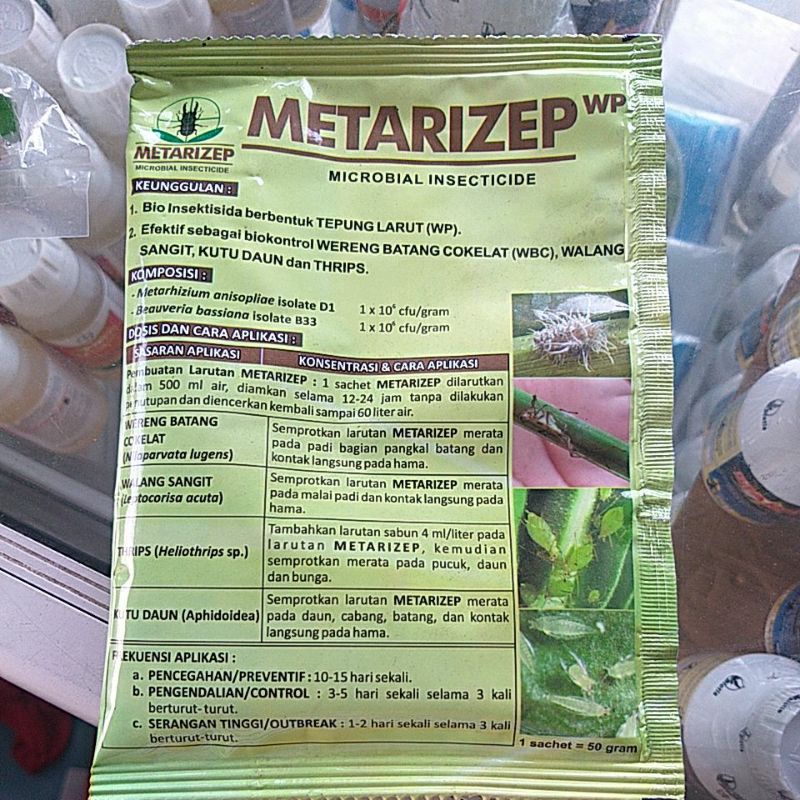 METARIZEP WP
MICROBIAL INSECTICIDE
METARIZEP
MICROBIAL INSECTICIDE
KEUNGGULAN :
1. Bio Insektisida berbentuk TEPUNG LARUT (WP).
2. Efektif sebagai biokontrol WERENG BATANG COKELAT (WBC), WALANG
SANGIT, KUTU DAUN dan THRIPS.
KOMPOSISI :
- Metarhizium anisopliae isolate D1 1 x 10⁶ cfu/gram
- Beauveria bassiana isolate B33 1 x 10⁶ cfu/gram
DOSIS DAN CARA APLIKASI :
SASARAN APLIKASI KONSENTRASI & CARA APLIKASI
Pembuatan Larutan METARIZEP : 1 sachet METARIZEP dilarutkan
dalam 500 ml air, diamkan selama 12-24 jam tanpa dilakukan
penutupan dan diencerkan kembali sampai 60 liter air.
WERENG BATANG
COKELAT
(Nilaparvata lugens)
Semprotkan larutan METARIZEP merata
pada padi bagian pangkal batang dan
kontak langsung pada hama.
WALANG SANGIT
(Leptocorisa acuta)
Semprotkan larutan METARIZEP merata
pada malai padi dan kontak langsung pada
hama.
THRIPS (Heliothrips sp.)
Tambahkan larutan sabun 4 ml/liter pada
larutan METARIZEP, kemudian
semprotkan merata pada pucuk, daun
dan bunga.
KUTU DAUN (Aphidoidea)
Semprotkan larutan METARIZEP merata
pada daun, cabang, batang, dan kontak
langsung pada hama.
FREKUENSI APLIKASI :
a. PENCEGAHAN/PREVENTIF : 10-15 hari sekali.
b. PENGENDALIAN/CONTROL : 3-5 hari sekali selama 3 kali
berturut-turut.
c. SERANGAN TINGGI/OUTBREAK : 1-2 hari sekali selama 3 kali
berturut-turut.
1 sachet = 50 gram